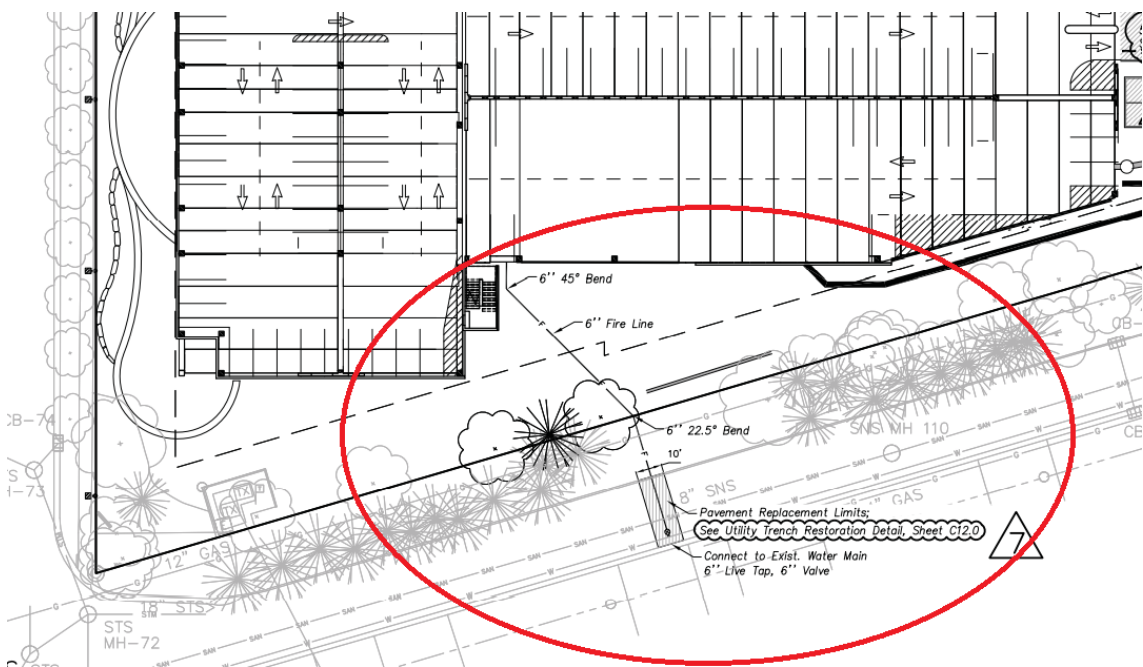 6'' 45° Bend
6'' Fire Line
6'' 22.5° Bend
CB-74
SNS MH 110
10'
8" SNS
GAS
Pavement Replacement Limits;
See Utility Trench Restoration Detail, Sheet C12.0
7
Connect to Exist. Water Main
6'' Live Tap, 6'' Valve
12" GAS
18" STS
STS
MH-72
H-73
CB
TX
G
SAN
W